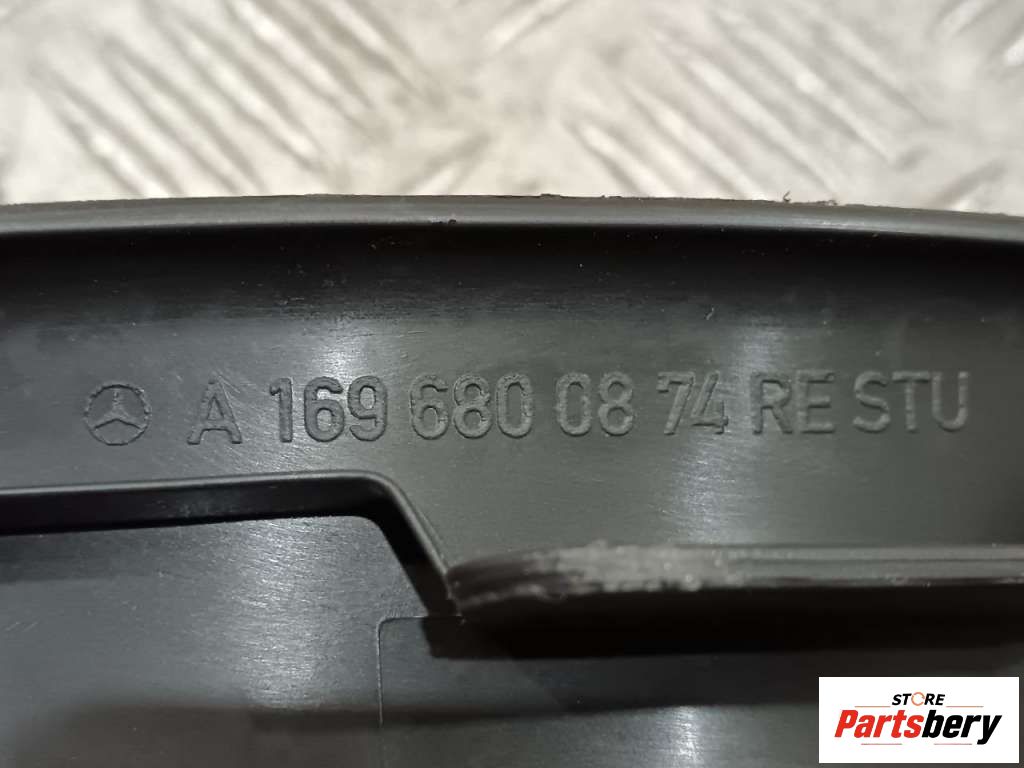 A 169 680 08 74 RE STU
STORE
Partsbery